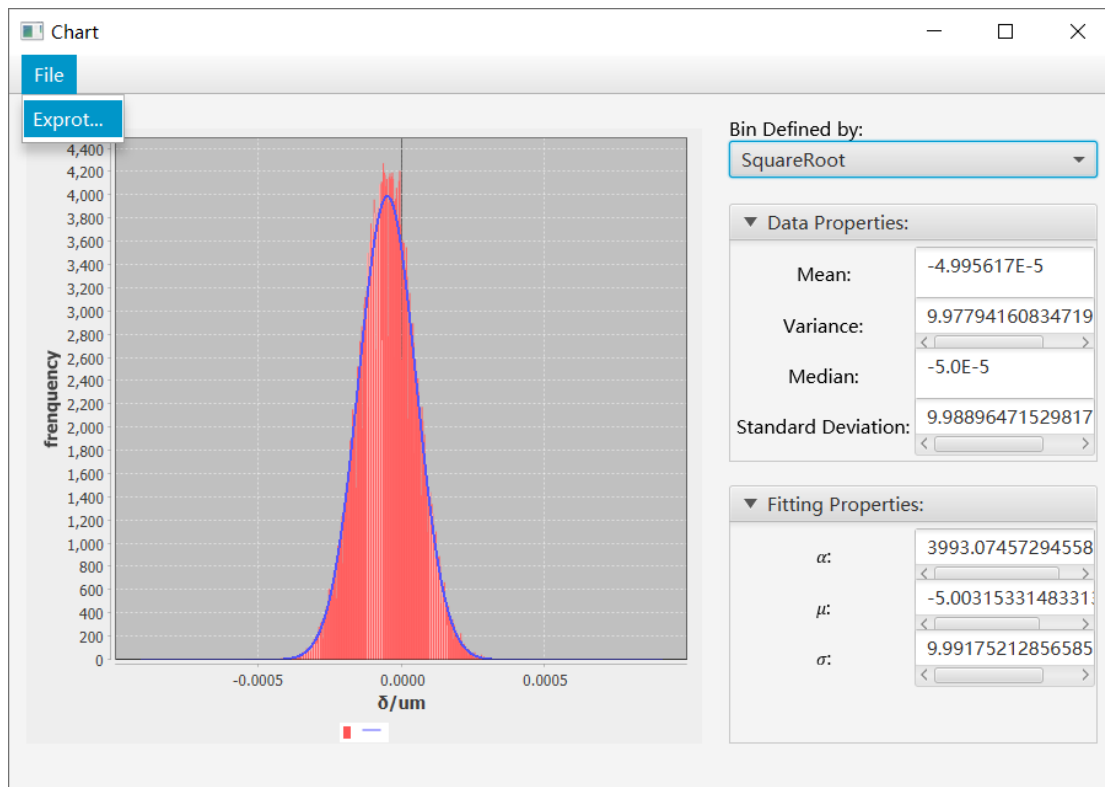 Chart
File
Exprot...
4,400
4,200
4,000
3,800
3,600
3,400
3,200
3,000
2,800
2,600
2,400
2,200
2,000
1,800
1,600
1,400
1,200
1,000
800
600
400
200
0
frenquency
-0.0005 0.0000 0.0005
δ/um
Bin Defined by:
SquareRoot
Data Properties:
Mean: -4.995617E-5
Variance: 9.97794160834719
Median: -5.0E-5
Standard Deviation: 9.98896471529817
Fitting Properties:
α: 3993.07457294558
μ: -5.00315331483313
σ: 9.99175212856585